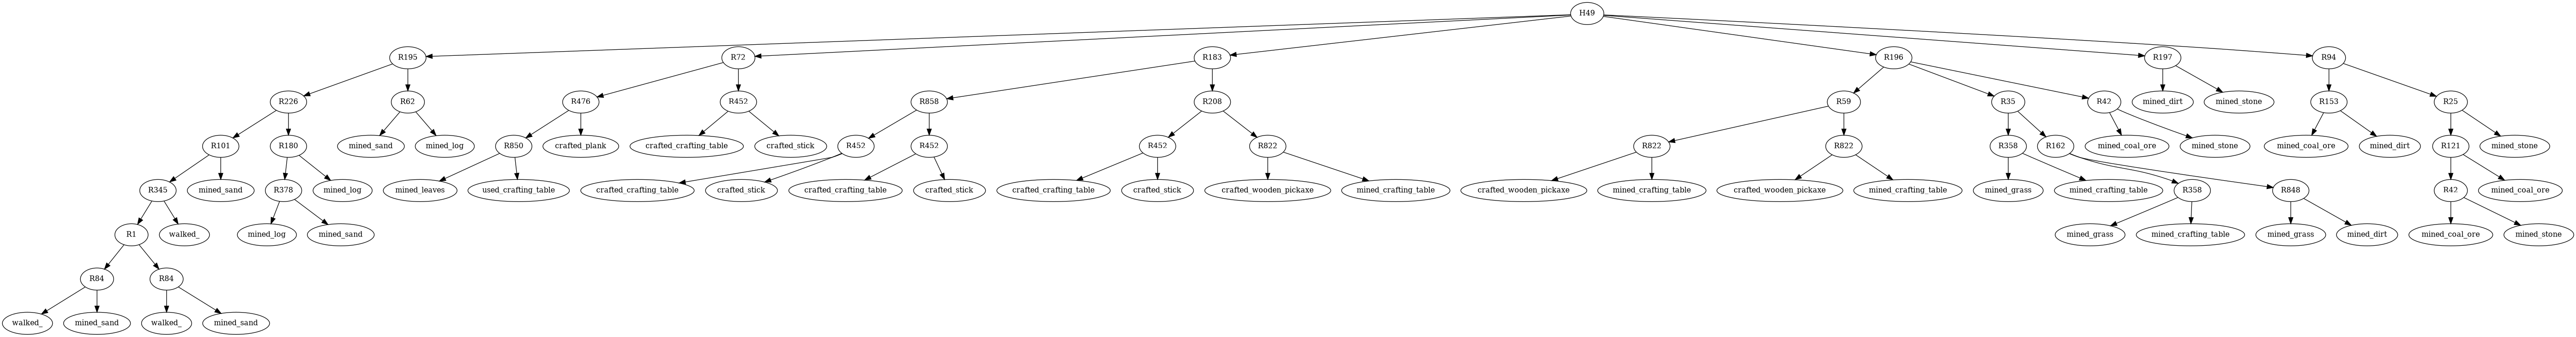 H49
R195 R72 R183 R196 R197 R94
R226 R62 R476 R452 R858 R208 R59 R35 R42 mined_dirt mined_stone R153 R25
R101 R180 mined_sand mined_log R850 crafted_plank crafted_crafting_table crafted_stick R452 R452 R452 R822 R822 R822 R358 R162 mined_coal_ore mined_stone mined_coal_ore mined_dirt R121 mined_stone
R345 mined_sand R378 mined_log mined_leaves used_crafting_table crafted_crafting_table crafted_stick crafted_crafting_table crafted_stick crafted_crafting_table crafted_stick crafted_wooden_pickaxe mined_crafting_table crafted_wooden_pickaxe mined_crafting_table crafted_wooden_pickaxe mined_crafting_table mined_grass mined_crafting_table R358 R848 R42 mined_coal_ore
R1 walked_ mined_log mined_sand mined_grass mined_crafting_table mined_grass mined_dirt mined_coal_ore mined_stone
R84 R84
walked_ mined_sand walked_ mined_sand